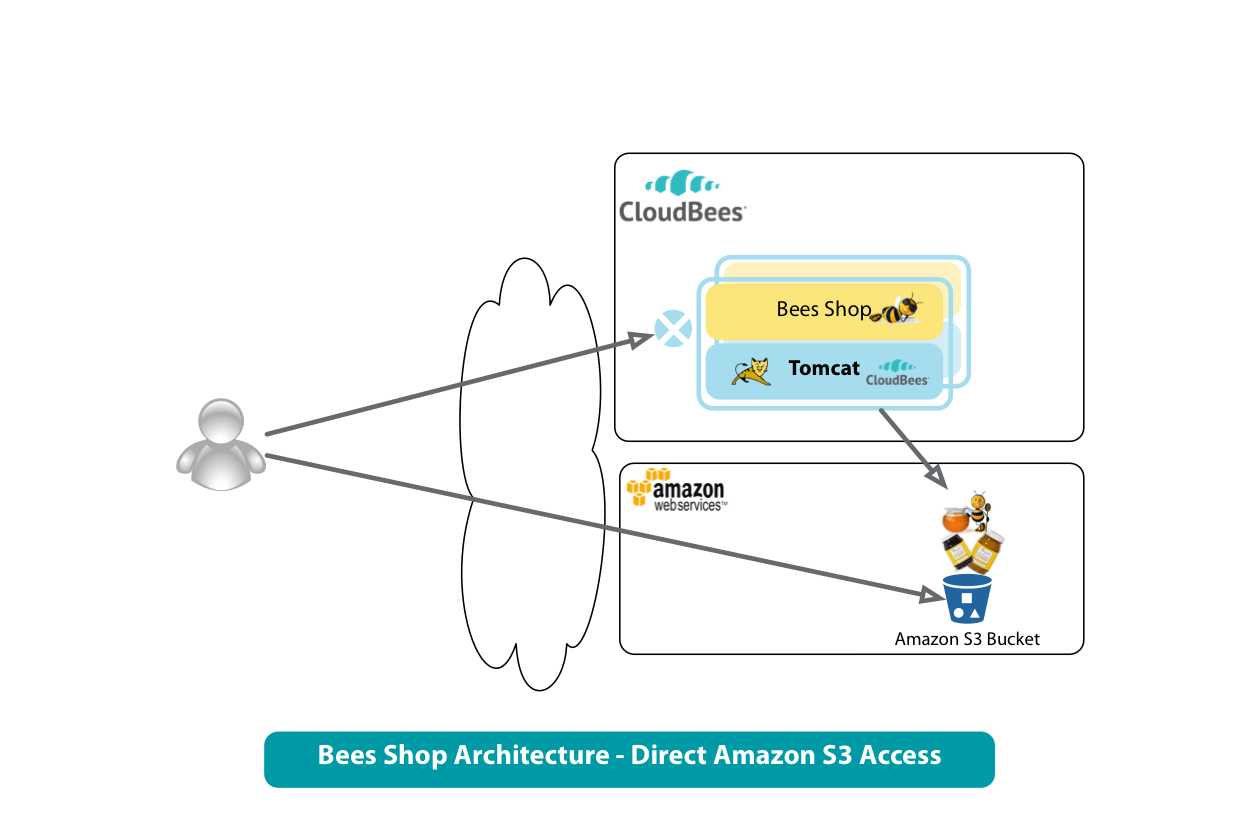 CloudBees
Bees Shop
Tomcat
CloudBees
amazon
webservices™
Amazon S3 Bucket
Bees Shop Architecture - Direct Amazon S3 Access